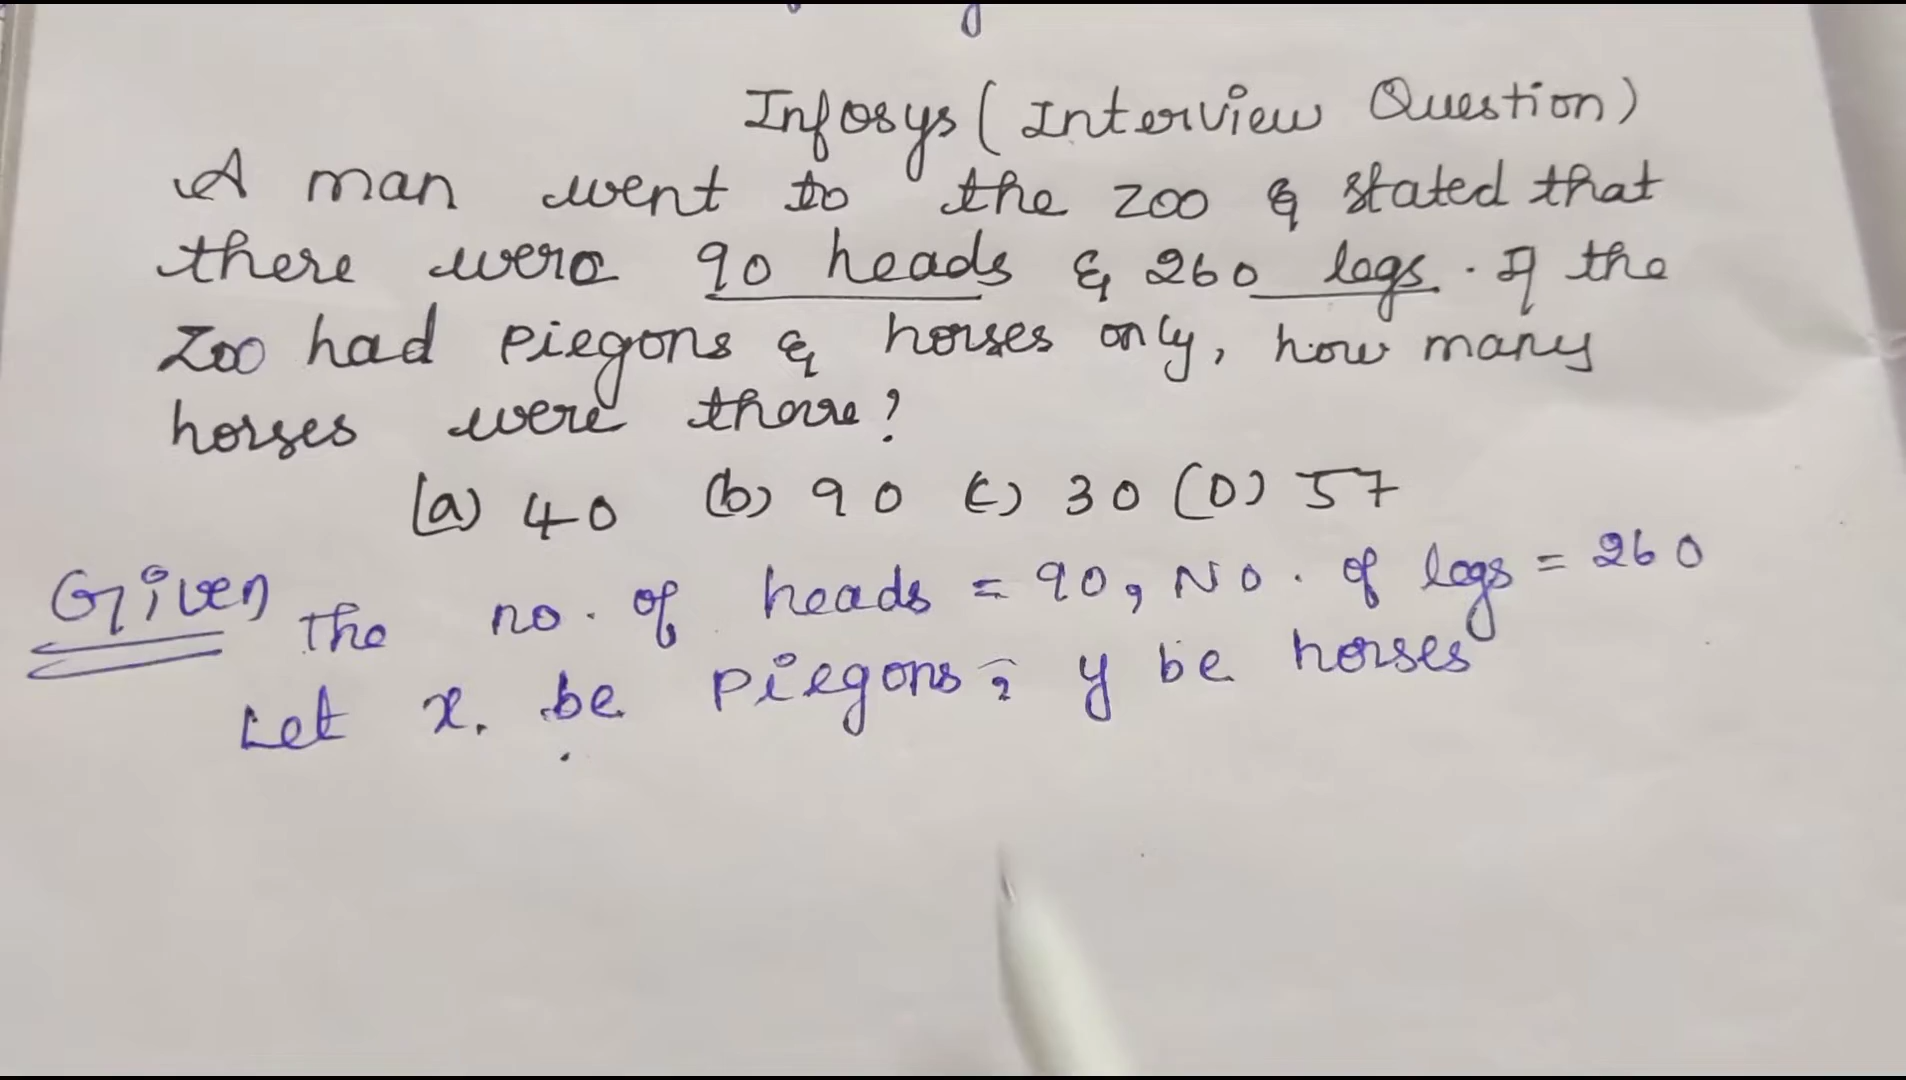 Infosys (Interview Question)
A man went to the zoo & stated that
there were 90 heads & 260 legs. If the
Zoo had Piegons & horses only, how many
horses were there?
(a) 40 (b) 90 (c) 30 (D) 57
Given the no. of heads = 90, No. of legs = 260
Let x. be Piegons, y be horses